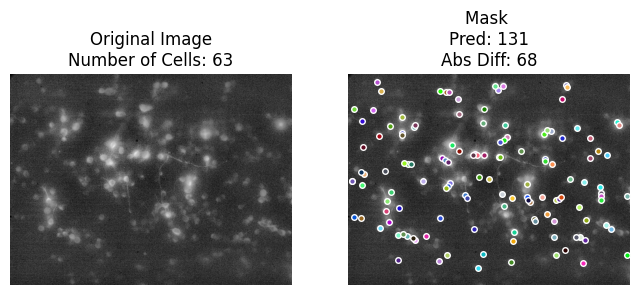 Original Image
Number of Cells: 63
Mask
Pred: 131
Abs Diff: 68